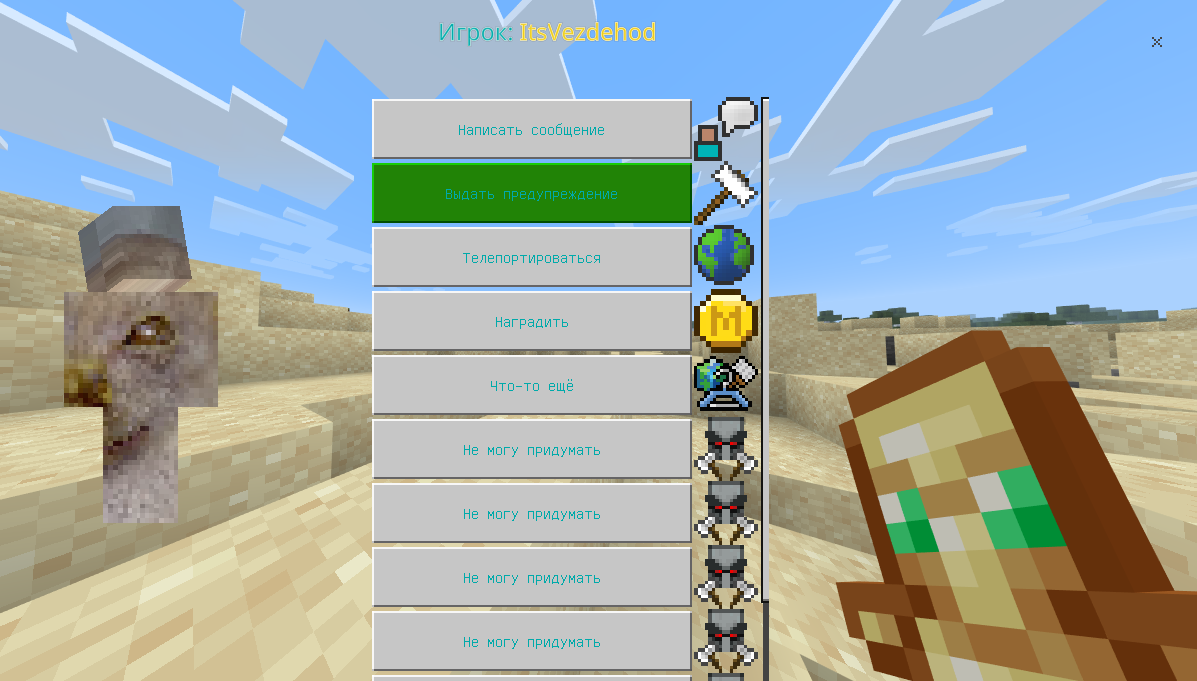 Игрок: ItsVezdehod
Написать сообщение
Выдать предупреждение
Телепортироваться
Наградить
Что-то ещё
Не могу придумать
Не могу придумать
Не могу придумать
Не могу придумать